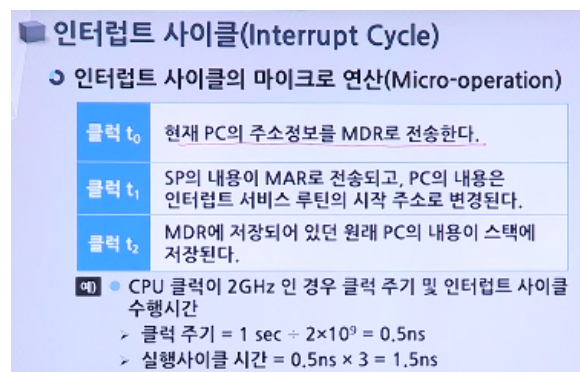 인터럽트 사이클(Interrupt Cycle)
인터럽트 사이클의 마이크로 연산(Micro-operation)
클럭 t₀ 현재 PC의 주소정보를 MDR로 전송한다.
클럭 t₁ SP의 내용이 MAR로 전송되고, PC의 내용은
인터럽트 서비스 루틴의 시작 주소로 변경된다.
클럭 t₂ MDR에 저장되어 있던 원래 PC의 내용이 스택에
저장된다.
예) CPU 클럭이 2GHz 인 경우 클럭 주기 및 인터럽트 사이클
수행시간
➢ 클럭 주기 = 1 sec ÷ 2×10⁹ = 0.5ns
➢ 실행사이클 시간 = 0.5ns × 3 = 1.5ns